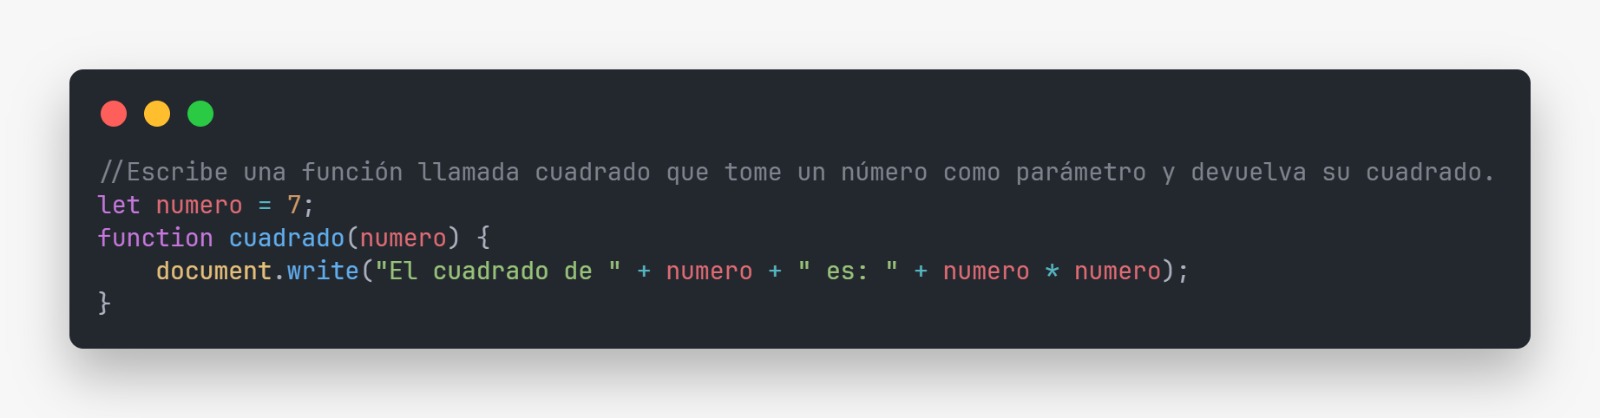 //Escribe una función llamada cuadrado que tome un número como parámetro y devuelva su cuadrado.
let numero = 7;
function cuadrado(numero) {
    document.write("El cuadrado de " + numero + " es: " + numero * numero);
}